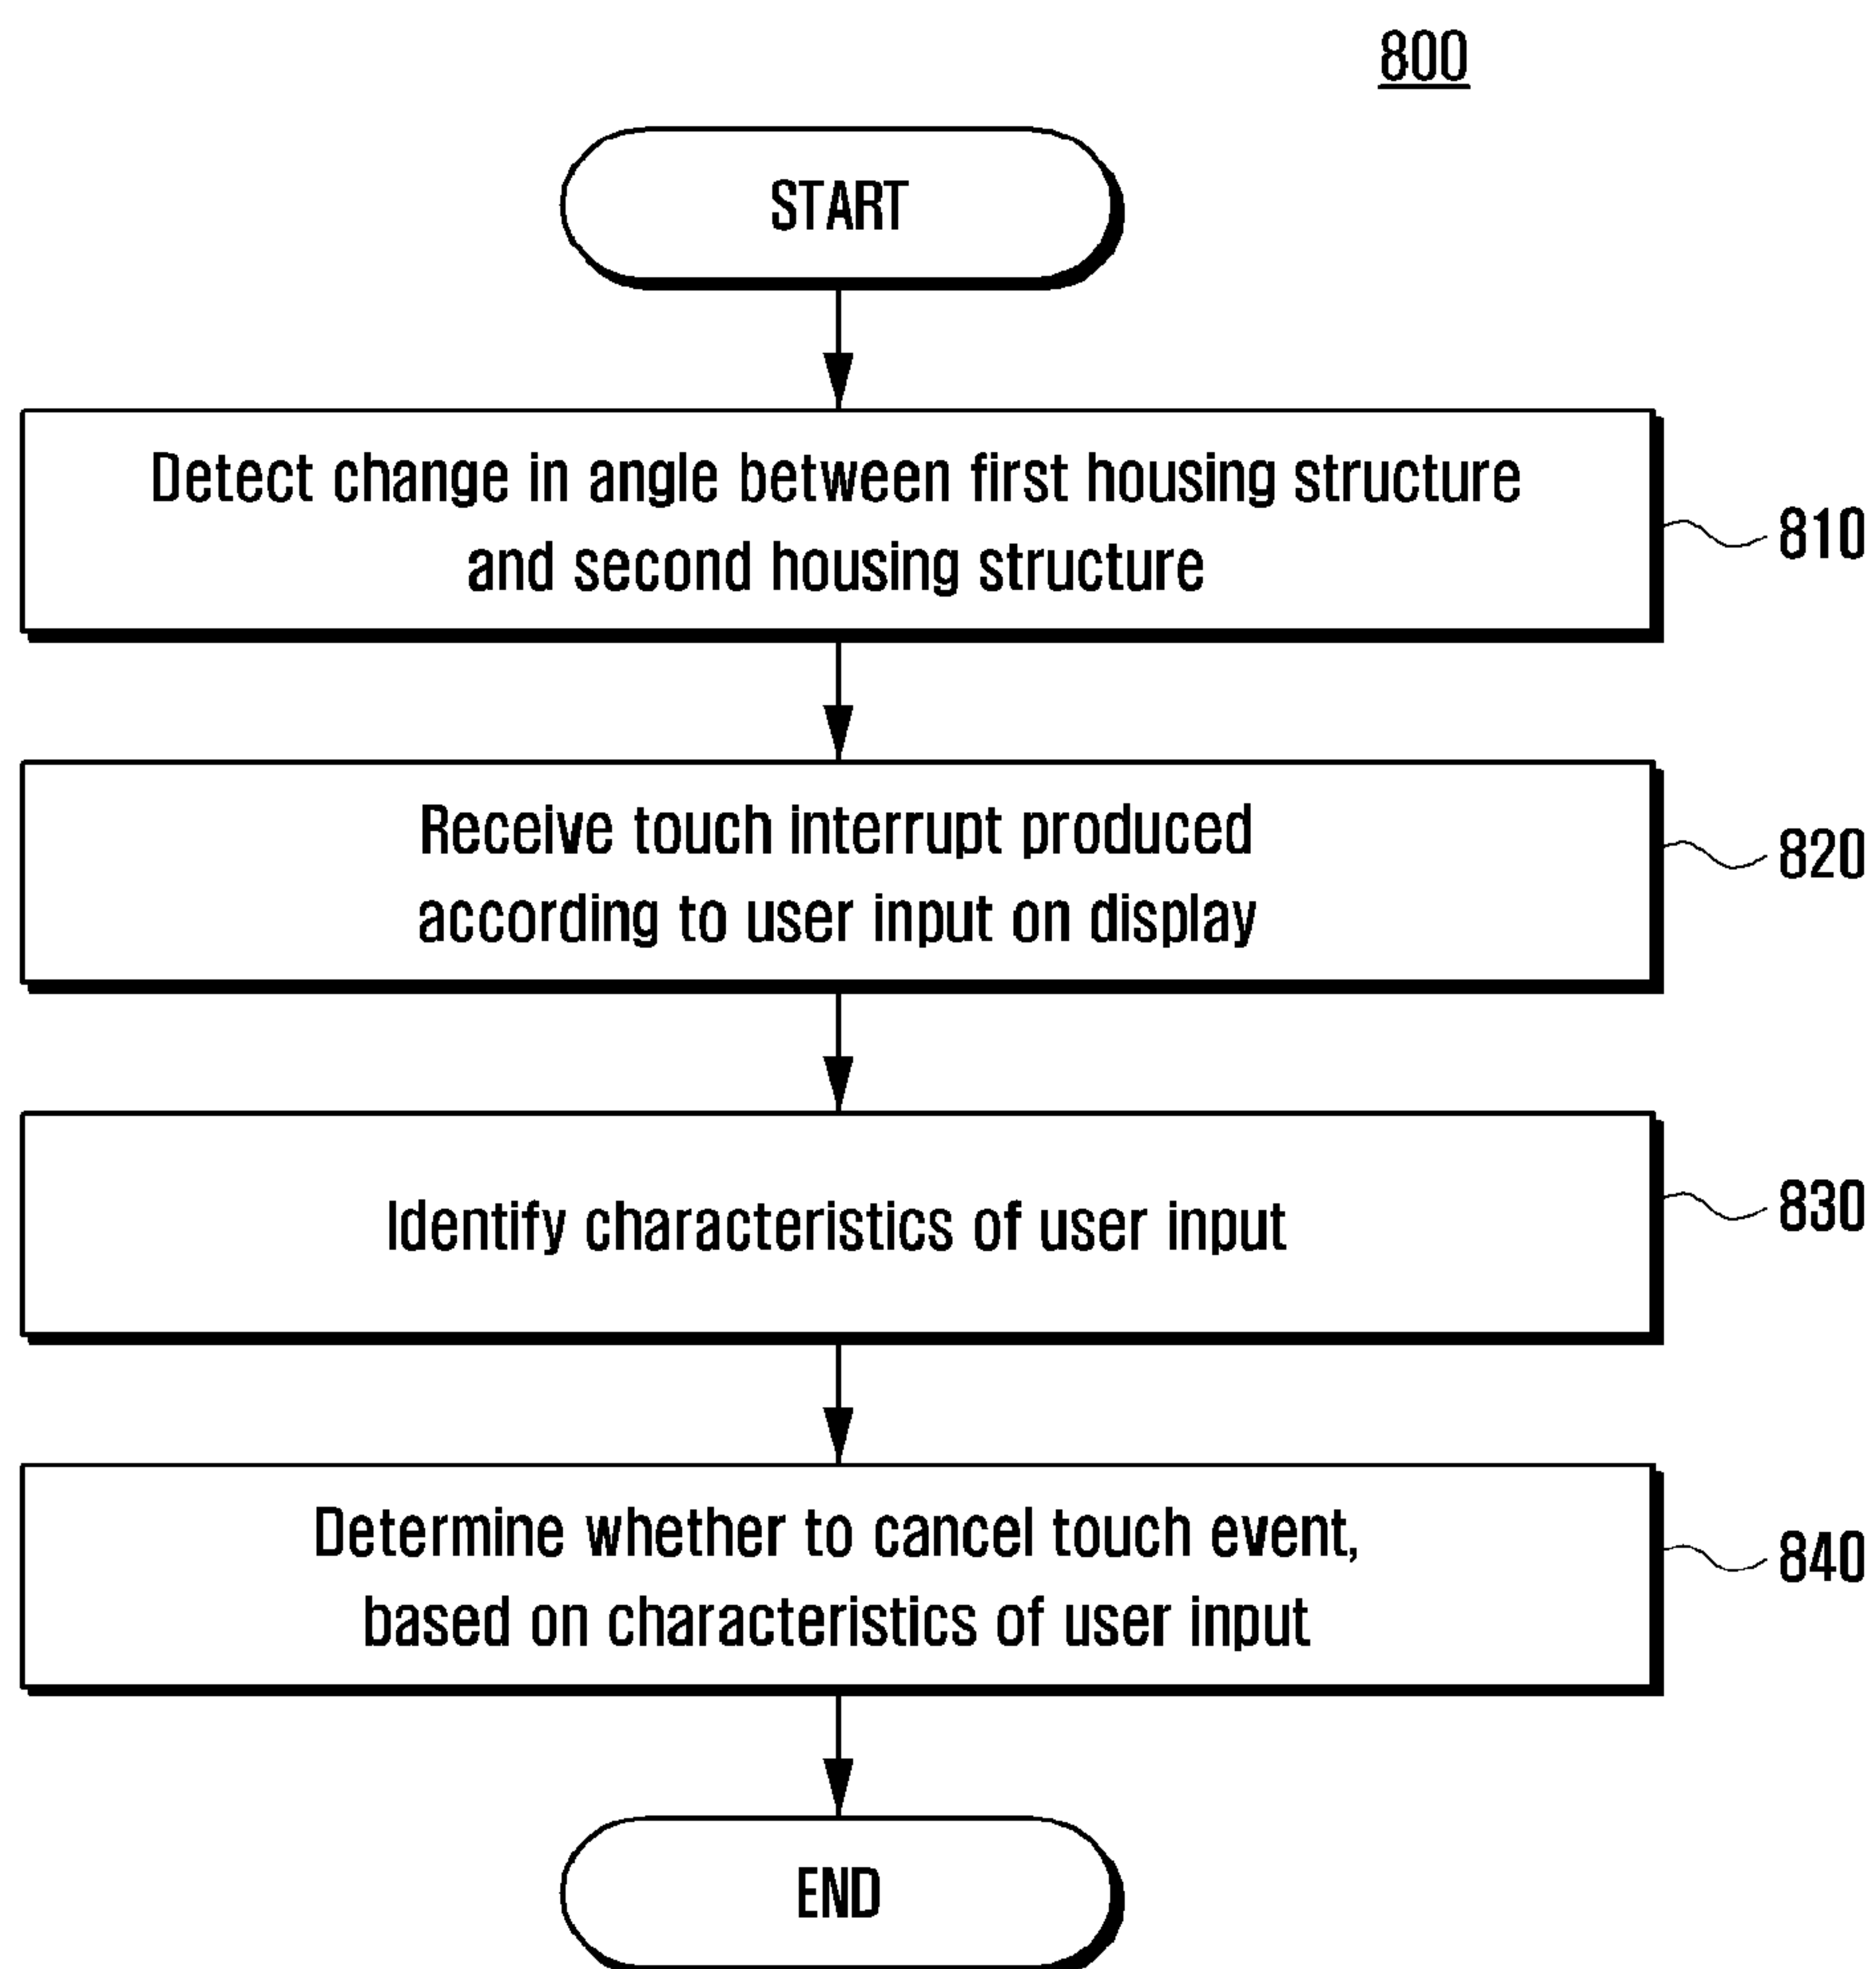 800
START
Detect change in angle between first housing structure
and second housing structure
810
Receive touch interrupt produced
according to user input on display
820
Identify characteristics of user input
830
Determine whether to cancel touch event,
based on characteristics of user input
840
END